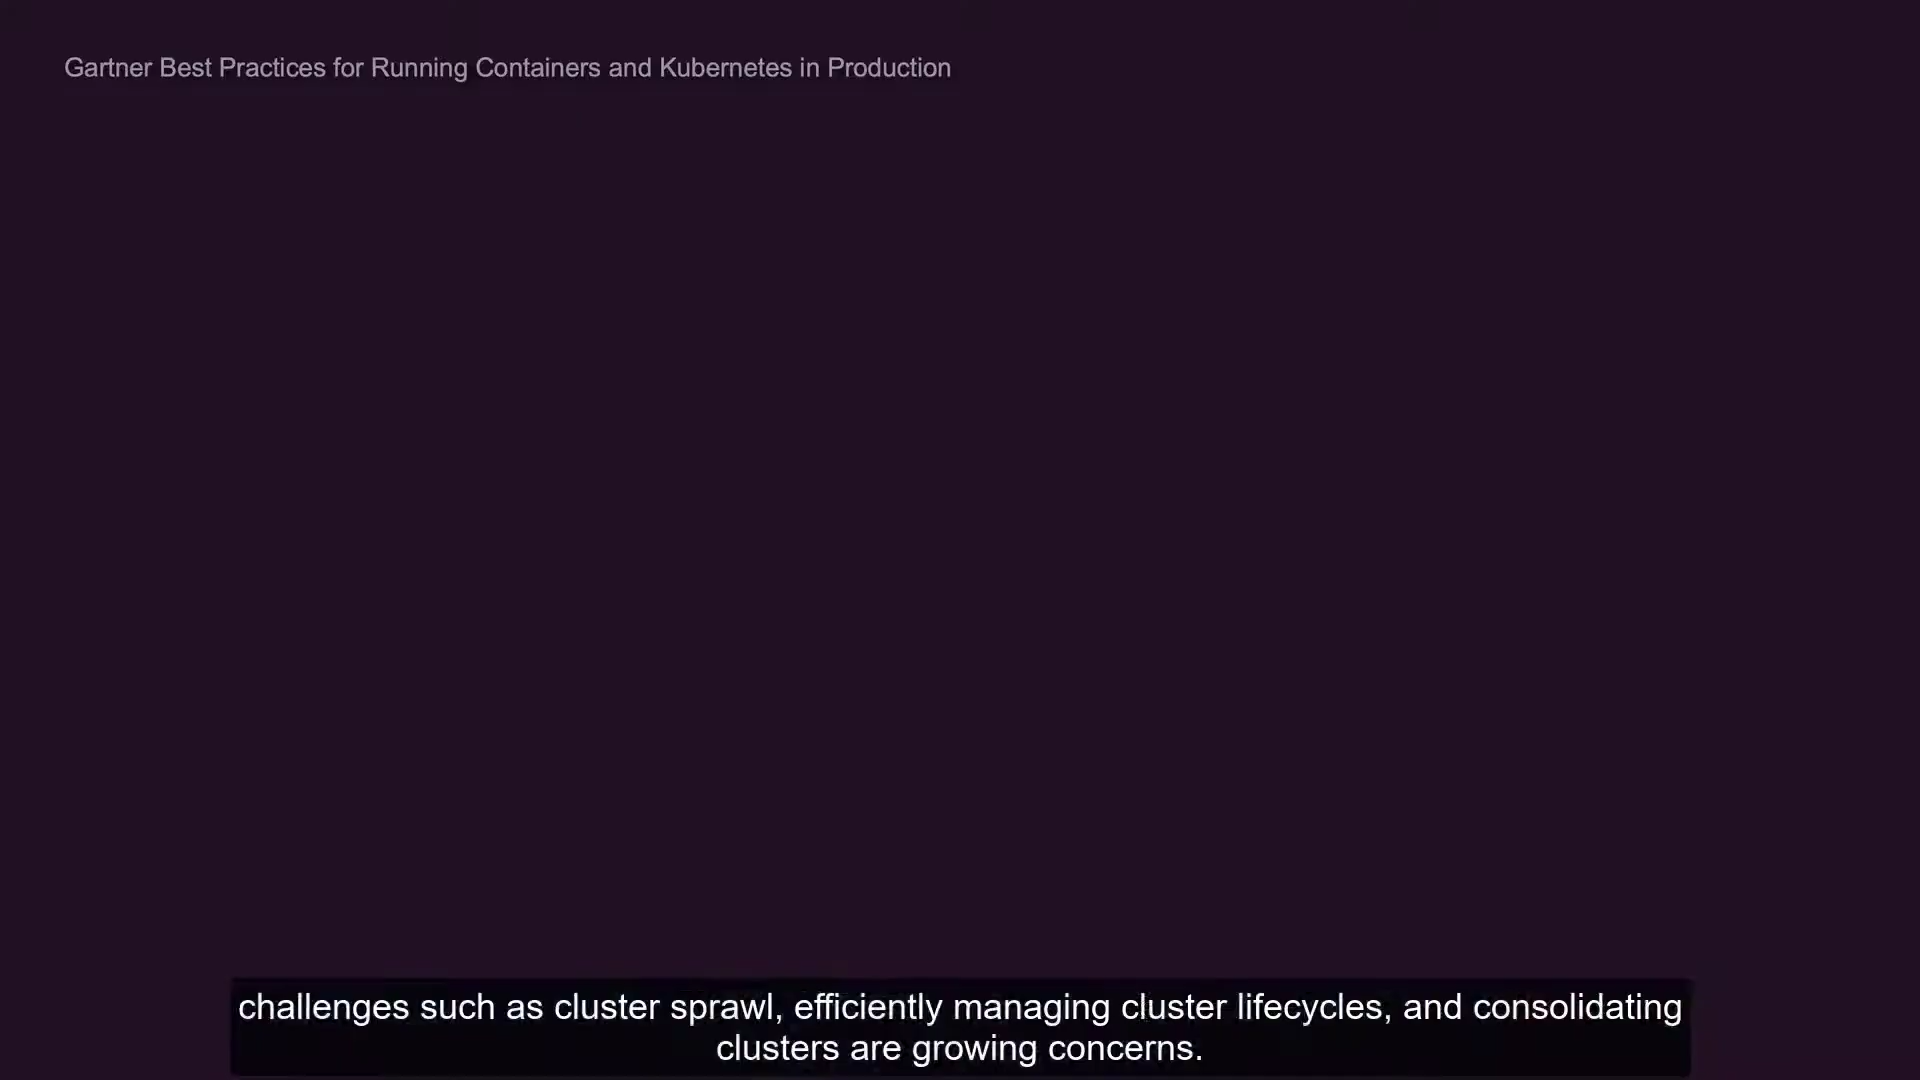 Gartner Best Practices for Running Containers and Kubernetes in Production
challenges such as cluster sprawl, efficiently managing cluster lifecycles, and consolidating
clusters are growing concerns.